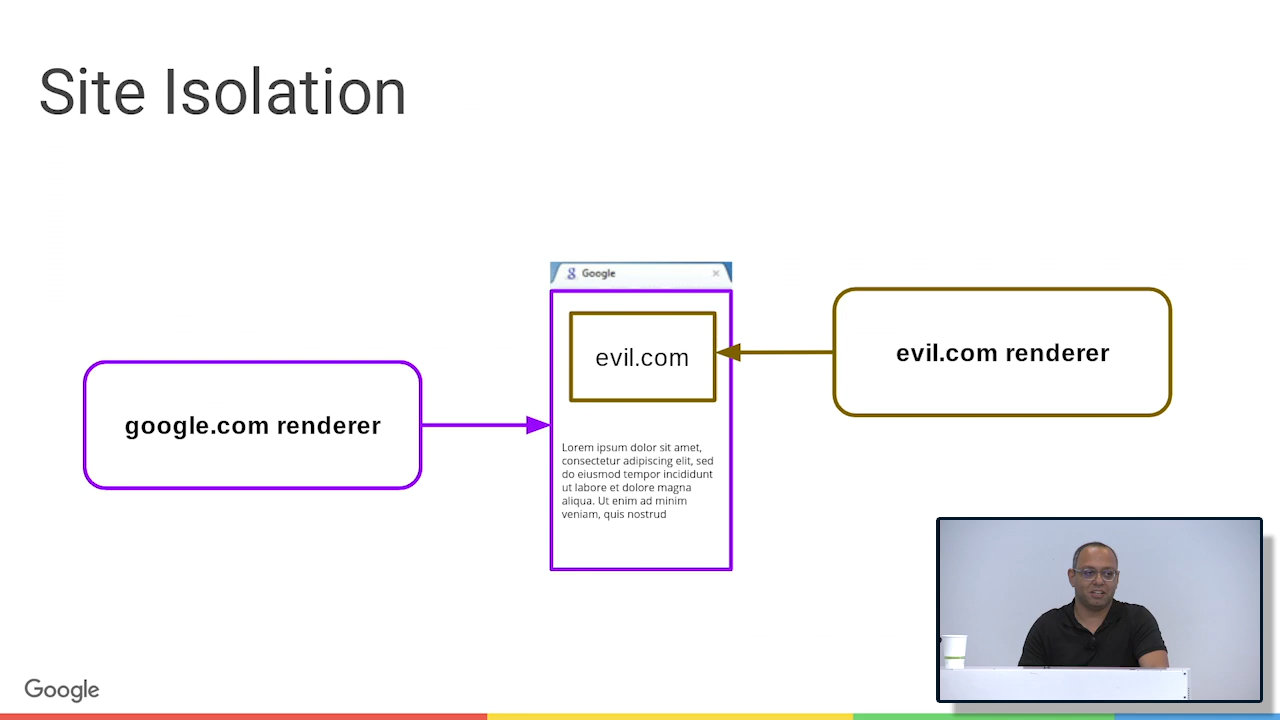 Site Isolation
Google
evil.com
evil.com renderer
google.com renderer
Lorem ipsum dolor sit amet,
consectetur adipiscing elit, sed
do eiusmod tempor incididunt
ut labore et dolore magna
aliqua. Ut enim ad minim
veniam, quis nostrud
Google